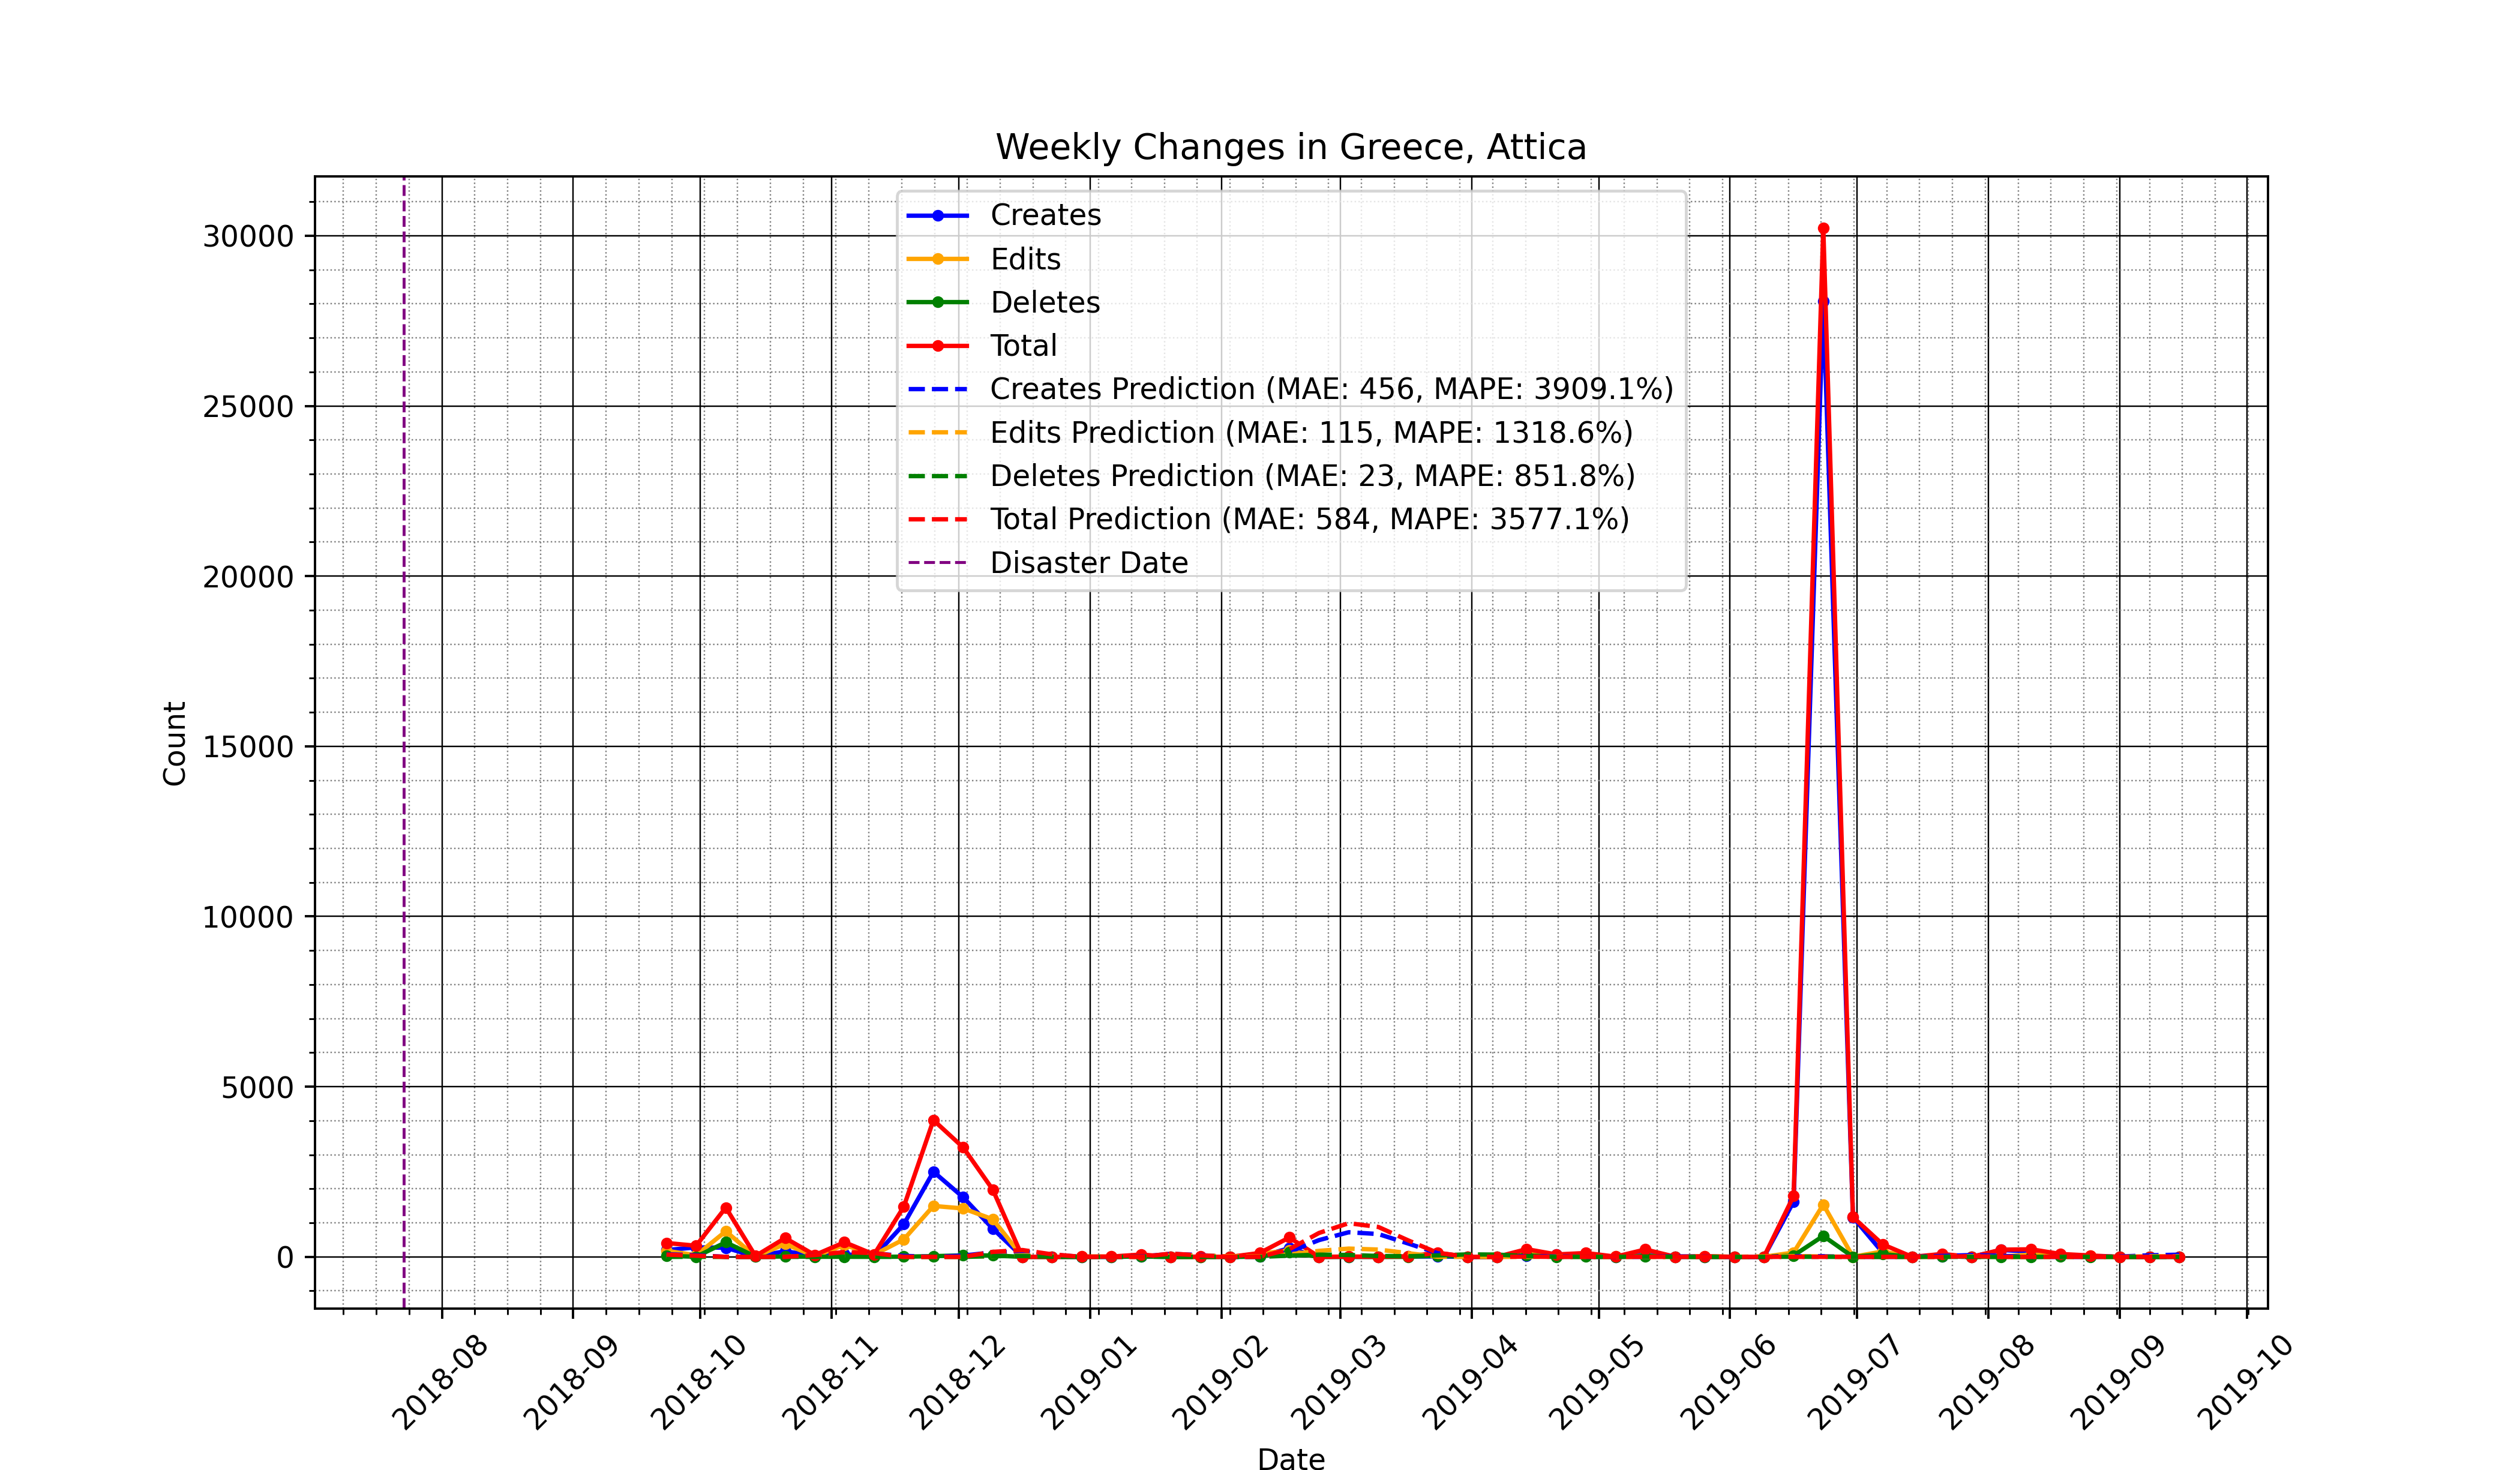 Weekly Changes in Greece, Attica
Creates
Edits
Deletes
Total
Creates Prediction (MAE: 456, MAPE: 3909.1%)
Edits Prediction (MAE: 115, MAPE: 1318.6%)
Deletes Prediction (MAE: 23, MAPE: 851.8%)
Total Prediction (MAE: 584, MAPE: 3577.1%)
Disaster Date
Count
30000
25000
20000
15000
10000
5000
0
2018-08
2018-09
2018-10
2018-11
2018-12
2019-01
2019-02
2019-03
2019-04
2019-05
2019-06
2019-07
2019-08
2019-09
2019-10
Date